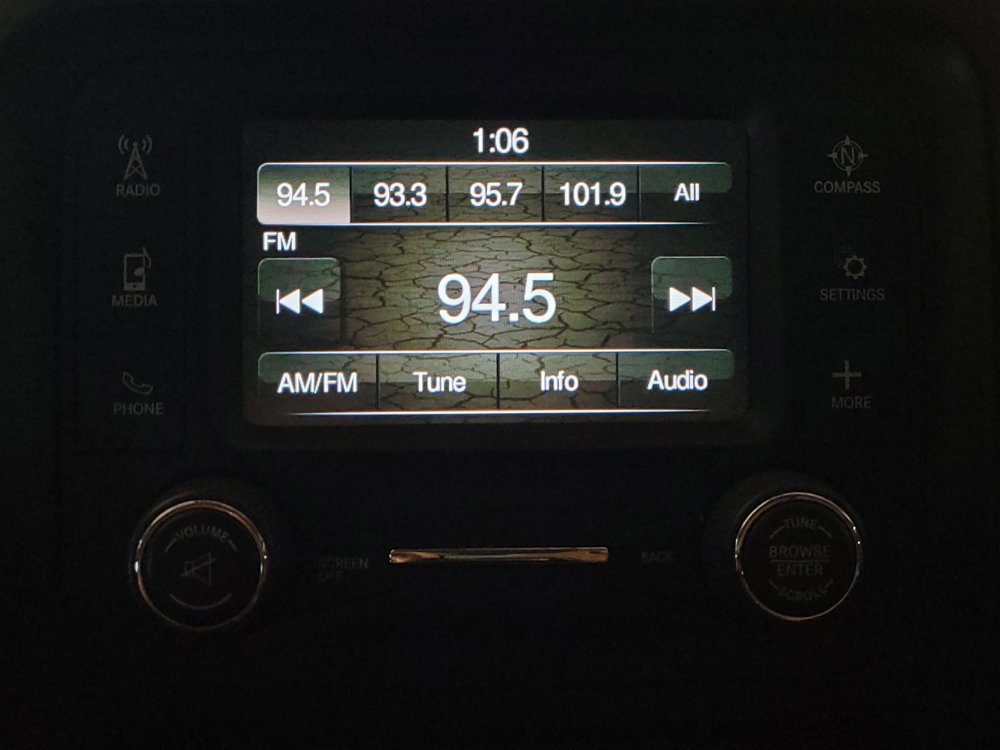 1:06
94.5 93.3 95.7 101.9 All
FM
94.5
AM/FM Tune Info Audio
RADIO
MEDIA
PHONE
N
COMPASS
SETTINGS
MORE
VOLUME
SCREEN
OFF
BACK
TUNE
BROWSE
ENTER
SCROLL